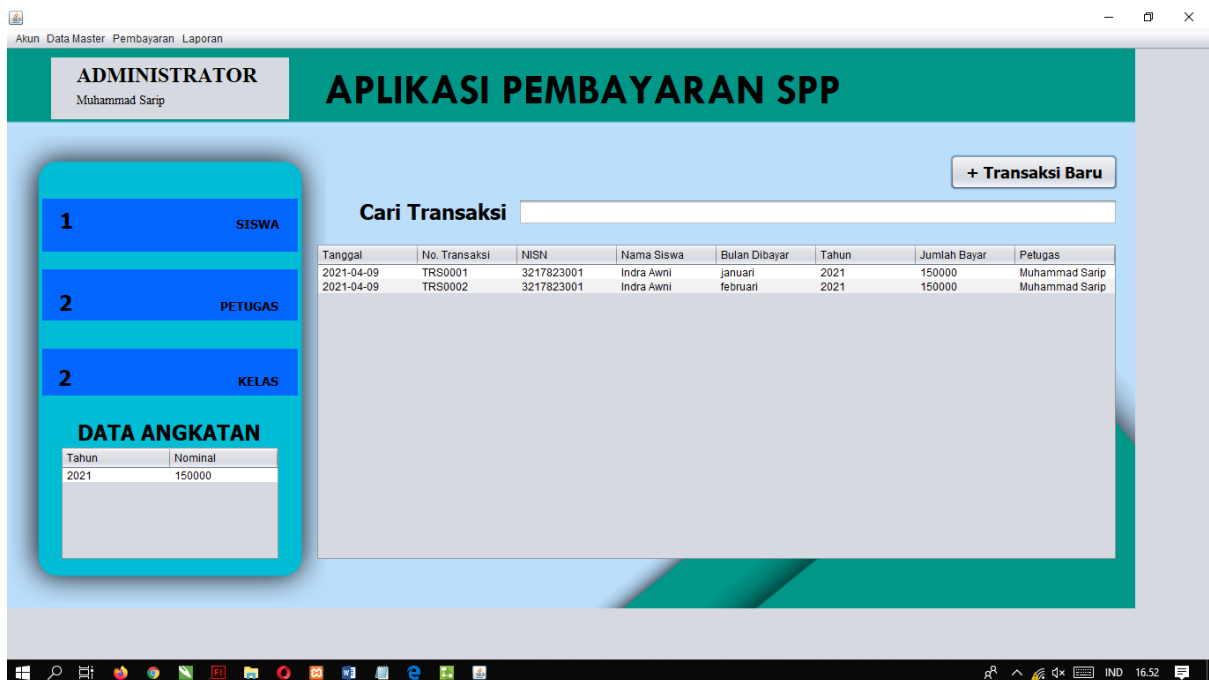 Akun Data Master Pembayaran Laporan
ADMINISTRATOR
Muhammad Sarip
APLIKASI PEMBAYARAN SPP
+ Transaksi Baru
Cari Transaksi
1 SISWA
2 PETUGAS
2 KELAS
DATA ANGKATAN
Tahun Nominal
2021 150000
Tanggal No. Transaksi NISN Nama Siswa Bulan Dibayar Tahun Jumlah Bayar Petugas
2021-04-09 TRS0001 3217823001 Indra Awni januari 2021 150000 Muhammad Sarip
2021-04-09 TRS0002 3217823001 Indra Awni februari 2021 150000 Muhammad Sarip
IND 16.52